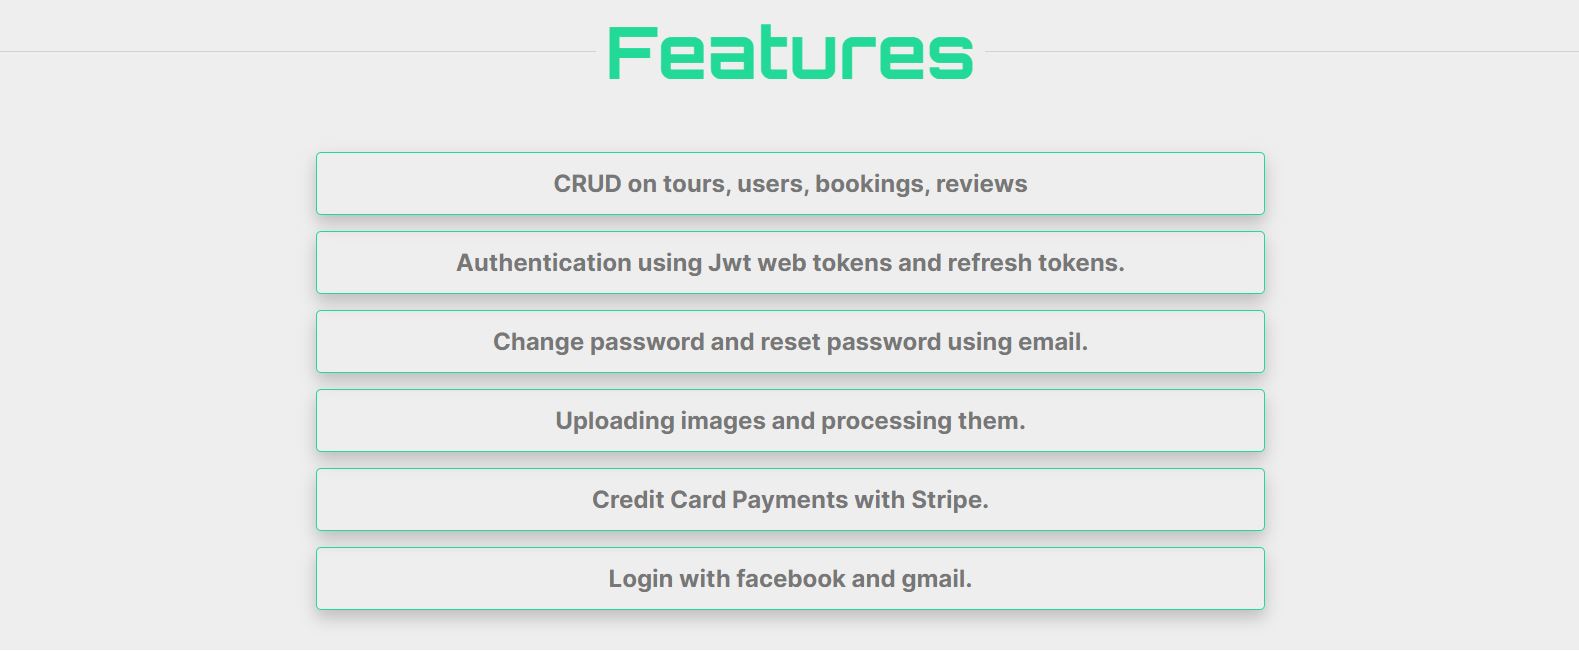 Features
CRUD on tours, users, bookings, reviews
Authentication using Jwt web tokens and refresh tokens.
Change password and reset password using email.
Uploading images and processing them.
Credit Card Payments with Stripe.
Login with facebook and gmail.